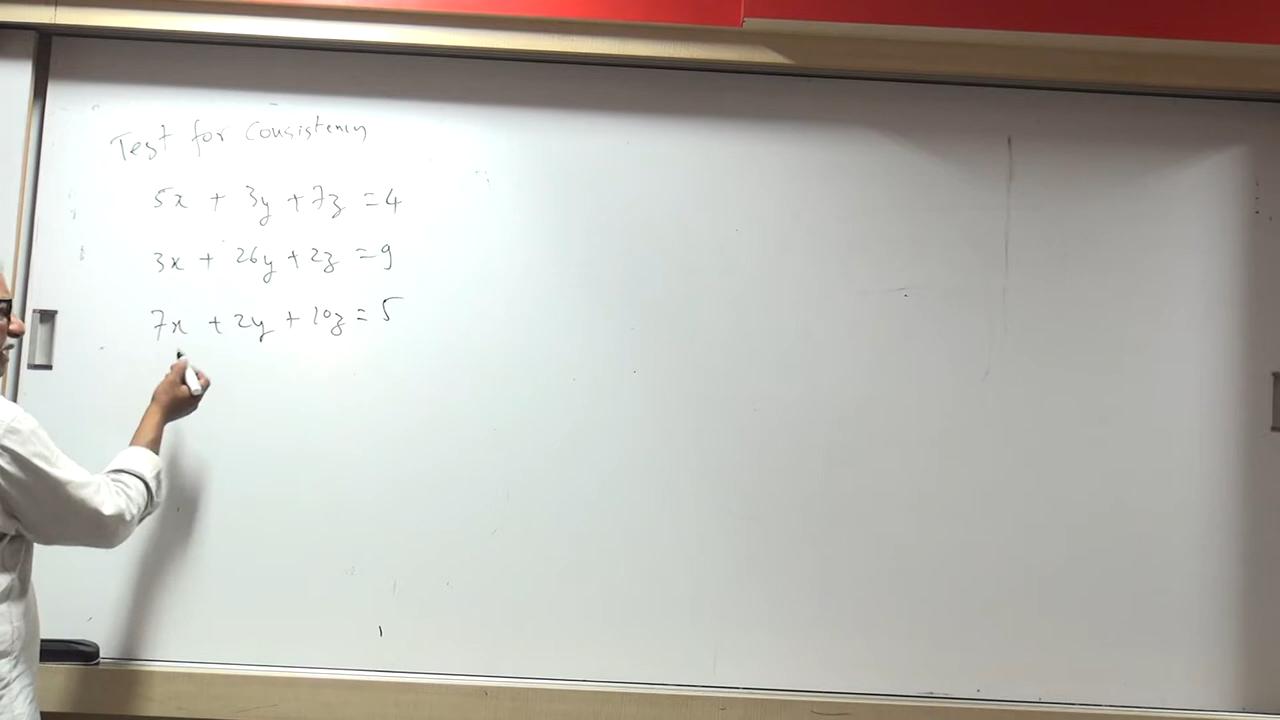 Test for Consistency
5x + 3y + 7z = 4
3x + 26y + 2z = 9
7x + 2y + 10z = 5